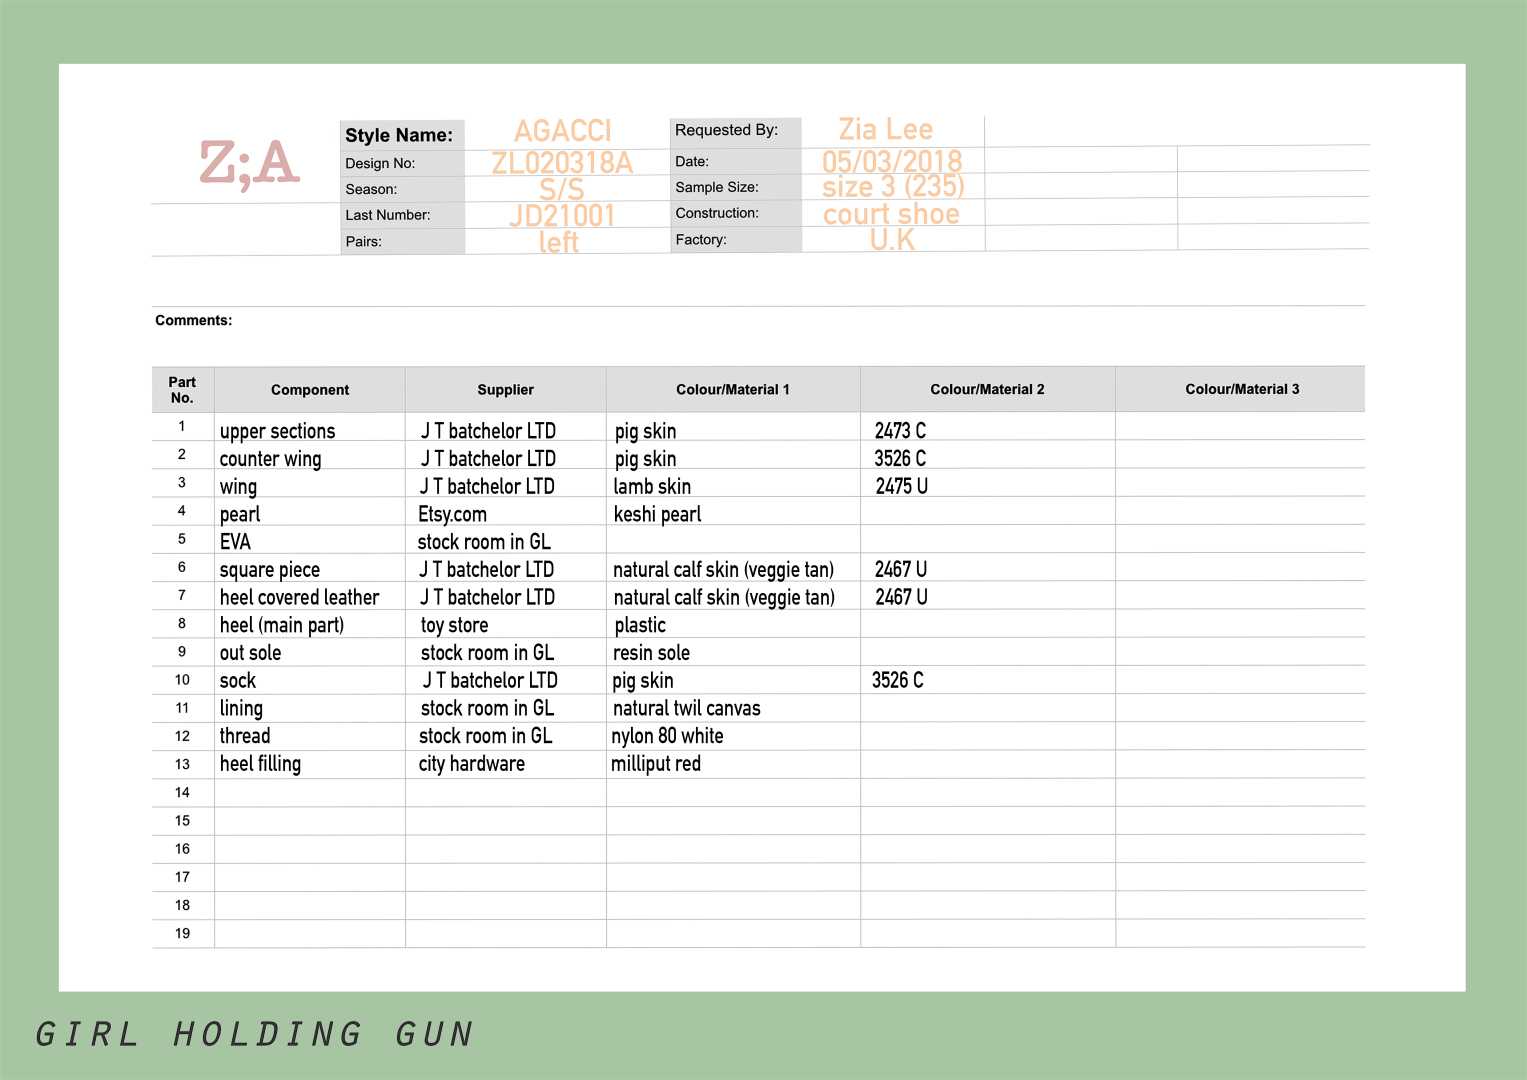 Z;A
Style Name: AGACCI Requested By: Zia Lee
Design No: ZL020318A Date: 05/03/2018
Season: S/S Sample Size: size 3 (235)
Last Number: JD21001 Construction: court shoe
Pairs: left Factory: U.K
Comments:
Part No. Component Supplier Colour/Material 1 Colour/Material 2 Colour/Material 3
1 upper sections J T batchelor LTD pig skin 2473 C
2 counter wing J T batchelor LTD pig skin 3526 C
3 wing J T batchelor LTD lamb skin 2475 U
4 pearl Etsy.com keshi pearl
5 EVA stock room in GL
6 square piece J T batchelor LTD natural calf skin (veggie tan) 2467 U
7 heel covered leather J T batchelor LTD natural calf skin (veggie tan) 2467 U
8 heel (main part) toy store plastic
9 out sole stock room in GL resin sole
10 sock J T batchelor LTD pig skin 3526 C
11 lining stock room in GL natural twil canvas
12 thread stock room in GL nylon 80 white
13 heel filling city hardware milliput red
14
15
16
17
18
19
GIRL HOLDING GUN